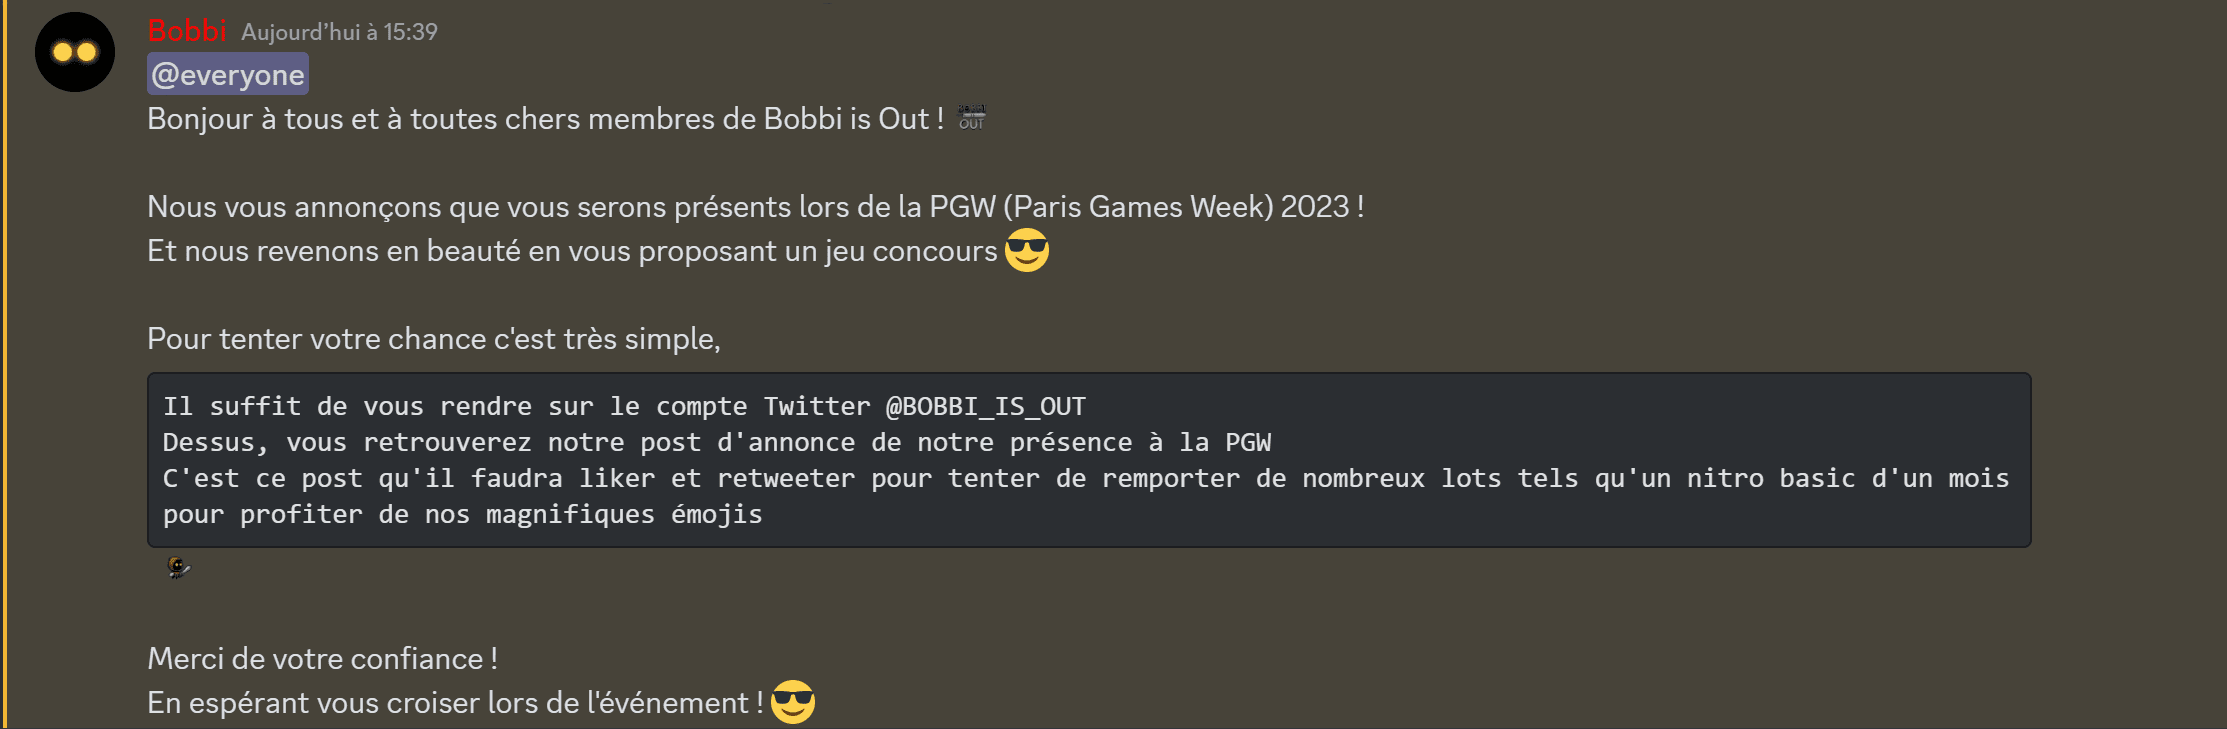 Bobbi Aujourd’hui à 15:39
@everyone
Bonjour à tous et à toutes chers membres de Bobbi is Out !
OUT
Nous vous annonçons que vous serons présents lors de la PGW (Paris Games Week) 2023 !
Et nous revenons en beauté en vous proposant un jeu concours 😎
Pour tenter votre chance c'est très simple,
Il suffit de vous rendre sur le compte Twitter @BOBBI_IS_OUT
Dessus, vous retrouverez notre post d'annonce de notre présence à la PGW
C'est ce post qu'il faudra liker et retweeter pour tenter de remporter de nombreux lots tels qu'un nitro basic d'un mois
pour profiter de nos magnifiques émojis
Merci de votre confiance !
En espérant vous croiser lors de l'événement ! 😎